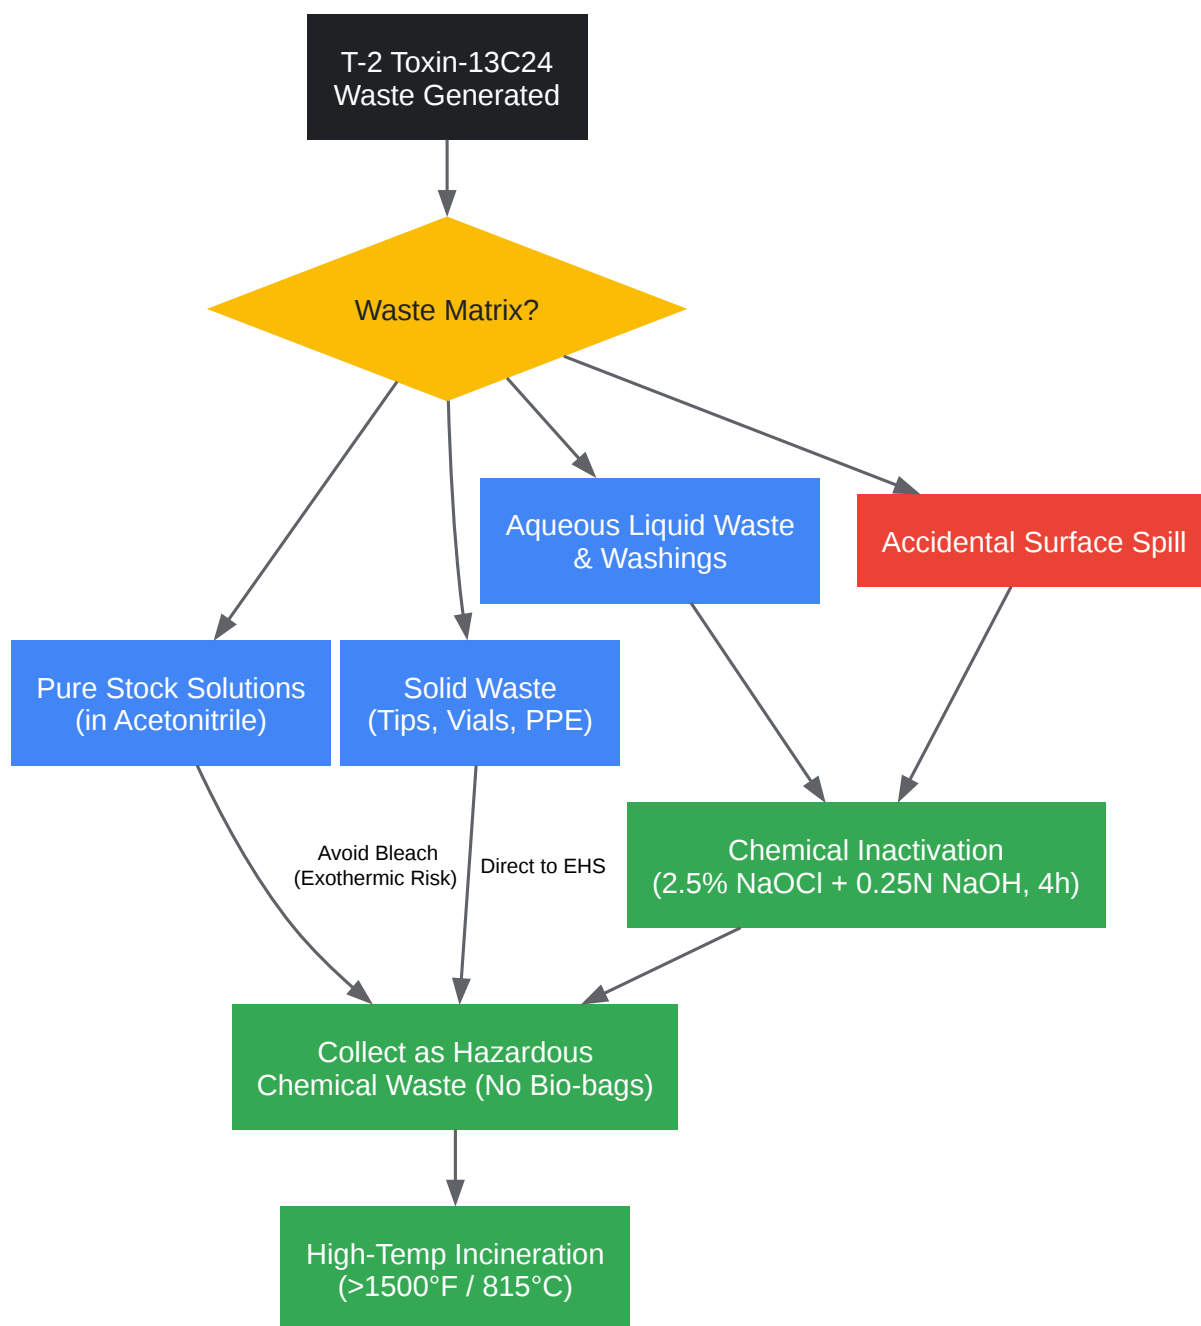 T-2 Toxin-13C24
Waste Generated
Waste Matrix?
Aqueous Liquid Waste
& Washings
Accidental Surface Spill
Pure Stock Solutions
(in Acetonitrile)
Solid Waste
(Tips, Vials, PPE)
Avoid Bleach
(Exothermic Risk)
Direct to EHS
Chemical Inactivation
(2.5% NaOCl + 0.25N NaOH, 4h)
Collect as Hazardous
Chemical Waste (No Bio-bags)
High-Temp Incineration
(>1500°F / 815°C)